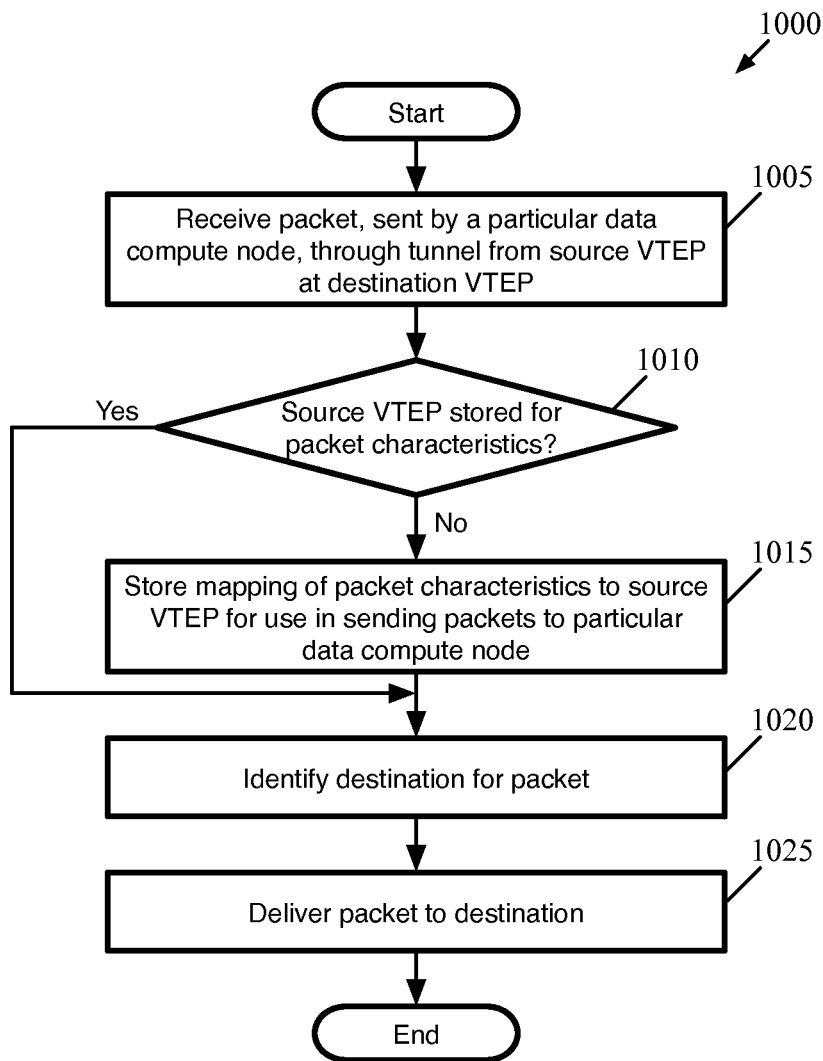 1000
Start
1005
Receive packet, sent by a particular data
compute node, through tunnel from source VTEP
at destination VTEP
1010
Yes
Source VTEP stored for
packet characteristics?
No
1015
Store mapping of packet characteristics to source
VTEP for use in sending packets to particular
data compute node
1020
Identify destination for packet
1025
Deliver packet to destination
End